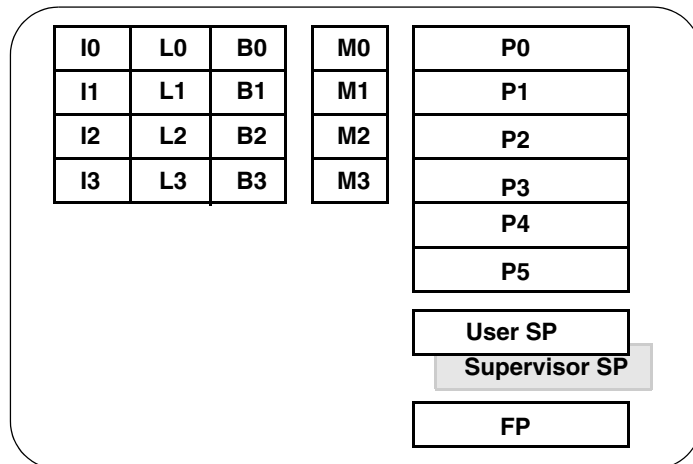 I0 L0 B0 M0 P0
I1 L1 B1 M1 P1
I2 L2 B2 M2 P2
I3 L3 B3 M3 P3
P4
P5
User SP
Supervisor SP
FP